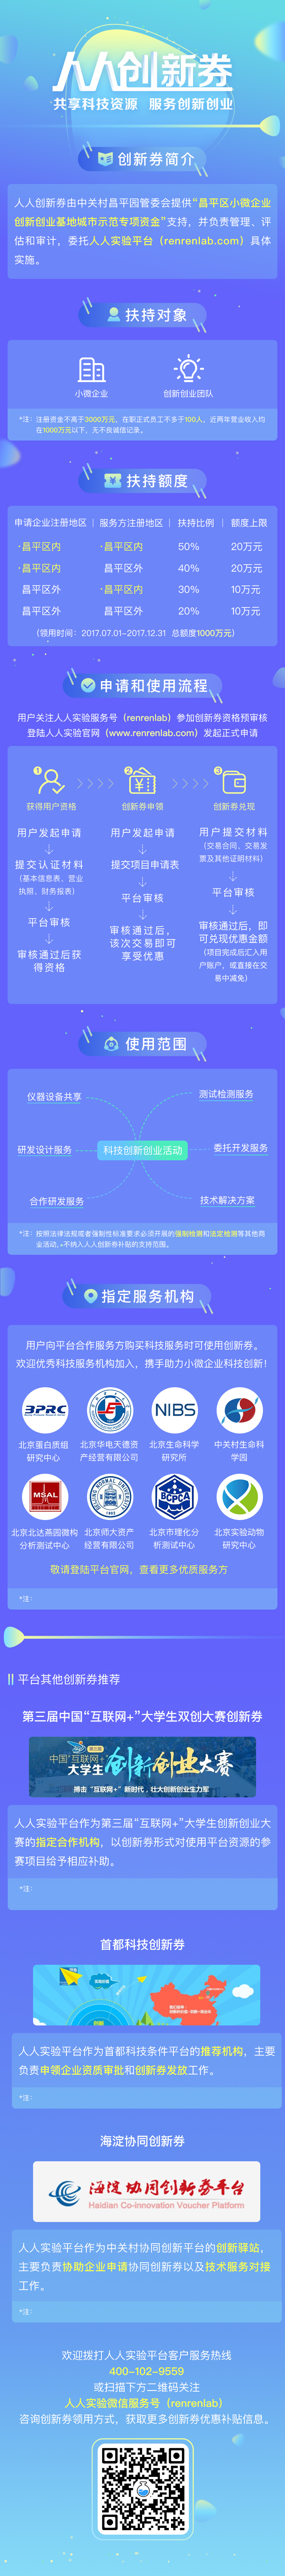 人人创新券
共享科技资源 服务创新创业
创新券简介
人人创新券由中关村昌平园管委会提供“昌平区小微企业
创新创业基地城市示范专项资金”支持，并负责管理、评
估和审计，委托人人实验平台（renrenlab.com）具体
实施。
扶持对象
小微企业 创新创业团队
*注：注册资金不高于3000万元，在职正式员工不多于100人，近两年营业收入均
在1000万元以下，无不良诚信记录。
扶持额度
申请企业注册地区 | 服务方注册地区 | 扶持比例 | 额度上限
·昌平区内 ·昌平区内 50% 20万元
·昌平区内 昌平区外 40% 20万元
昌平区外 ·昌平区内 30% 10万元
昌平区外 昌平区外 20% 10万元
（领用时间：2017.07.01-2017.12.31 总额度1000万元）
申请和使用流程
用户关注人人实验服务号（renrenlab）参加创新券资格预审核
登陆人人实验官网（www.renrenlab.com）发起正式申请
1 2 3
获得用户资格 创新券申领 创新券兑现
用户发起申请
提交认证材料
（基本信息表、营业
执照、财务报表）
平台审核
审核通过后获
得资格
用户发起申请
提交项目申请表
平台审核
审核通过后，
该次交易即可
享受优惠
用户提交材料
（交易合同、交易发
票及其他证明材料）
平台审核
审核通过后，即
可兑现优惠金额
（项目完成后汇入用
户账户，或直接在交
易中减免）
使用范围
仪器设备共享 测试检测服务
研发设计服务 科技创新创业活动 委托开发服务
合作研发服务 技术解决方案
*注：按照法律法规或者强制性标准要求必须开展的强制检测和法定检测等其他商
业活动，*不纳入人人创新券补贴的支持范围。
指定服务机构
用户向平台合作服务方购买科技服务时可使用创新券。
欢迎优秀科技服务机构加入，携手助力小微企业科技创新！
BPRC
NIBS
北京蛋白质组
研究中心
北京华电天德资
产经营有限公司
北京生命科学
研究所
中关村生命科
学园
MSAL
BCPCA
北京北达燕园微构
分析测试中心
北京师大资产
经营有限公司
北京市理化分
析测试中心
北京实验动物
研究中心
敬请登陆平台官网，查看更多优质服务方
*注：
平台其他创新券推荐
第三届中国“互联网+”大学生双创大赛创新券
第三届
中国“互联网+”
大学生 创新创业大赛
搏击“互联网+”新时代，壮大创新创业生力军
人人实验平台作为第三届“互联网+”大学生创新创业大
赛的指定合作机构，以创新券形式对使用平台资源的参
赛项目给予相应补助。
*注：
首都科技创新券
人人实验平台作为首都科技条件平台的推荐机构，主要
负责申领企业资质审批和创新券发放工作。
*注：
海淀协同创新券
海淀协同创新券平台
Haidian Co-innovation Voucher Platform
人人实验平台作为中关村协同创新平台的创新驿站，
主要负责协助企业申请协同创新券以及技术服务对接
工作。
*注：
欢迎拨打人人实验平台客户服务热线
400-102-9559
或扫描下方二维码关注
人人实验微信服务号（renrenlab）
咨询创新券领用方式，获取更多创新券优惠补贴信息。